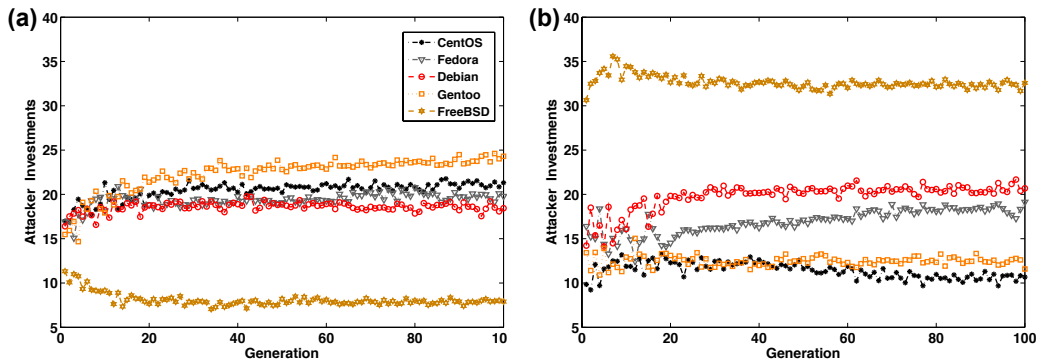 (a)
40
35
30
25
20
15
10
5
0 20 40 60 80 100
Attacker Investments
Generation
CentOS
Fedora
Debian
Gentoo
FreeBSD
(b)
40
35
30
25
20
15
10
5
0 20 40 60 80 100
Attacker Investments
Generation